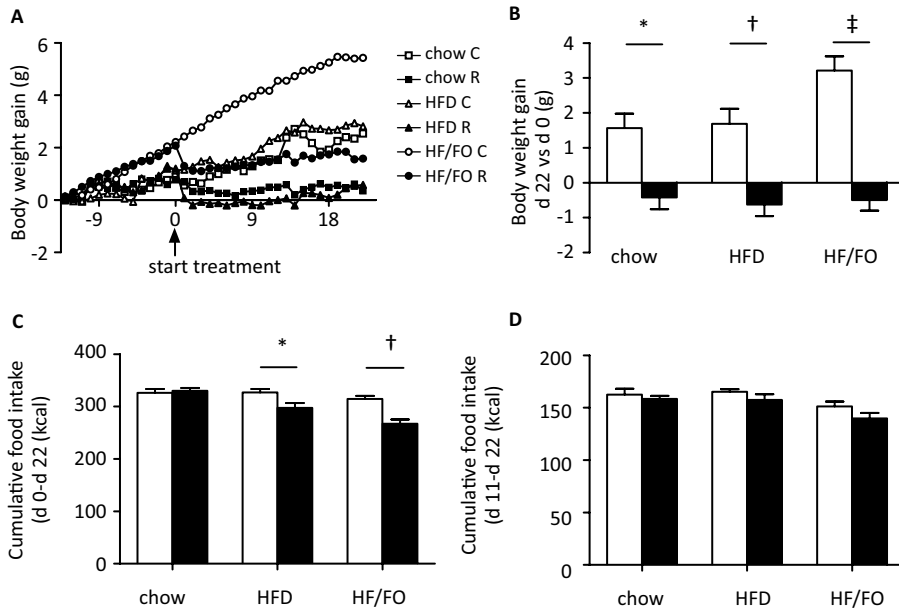 A
Body weight gain (g)
6
4
2
0
-2
-9
0
9
18
start treatment
chow C
chow R
HFD C
HFD R
HF/FO C
HF/FO R
B
Body weight gain
d 22 vs d 0 (g)
4
3
2
1
0
-1
-2
*
†
‡
chow
HFD
HF/FO
C
Cumulative food intake
(d 0-d 22 (kcal)
400
300
200
100
0
*
†
chow
HFD
HF/FO
D
Cumulative food intake
(d 11-d 22 (kcal)
200
150
100
50
0
chow
HFD
HF/FO